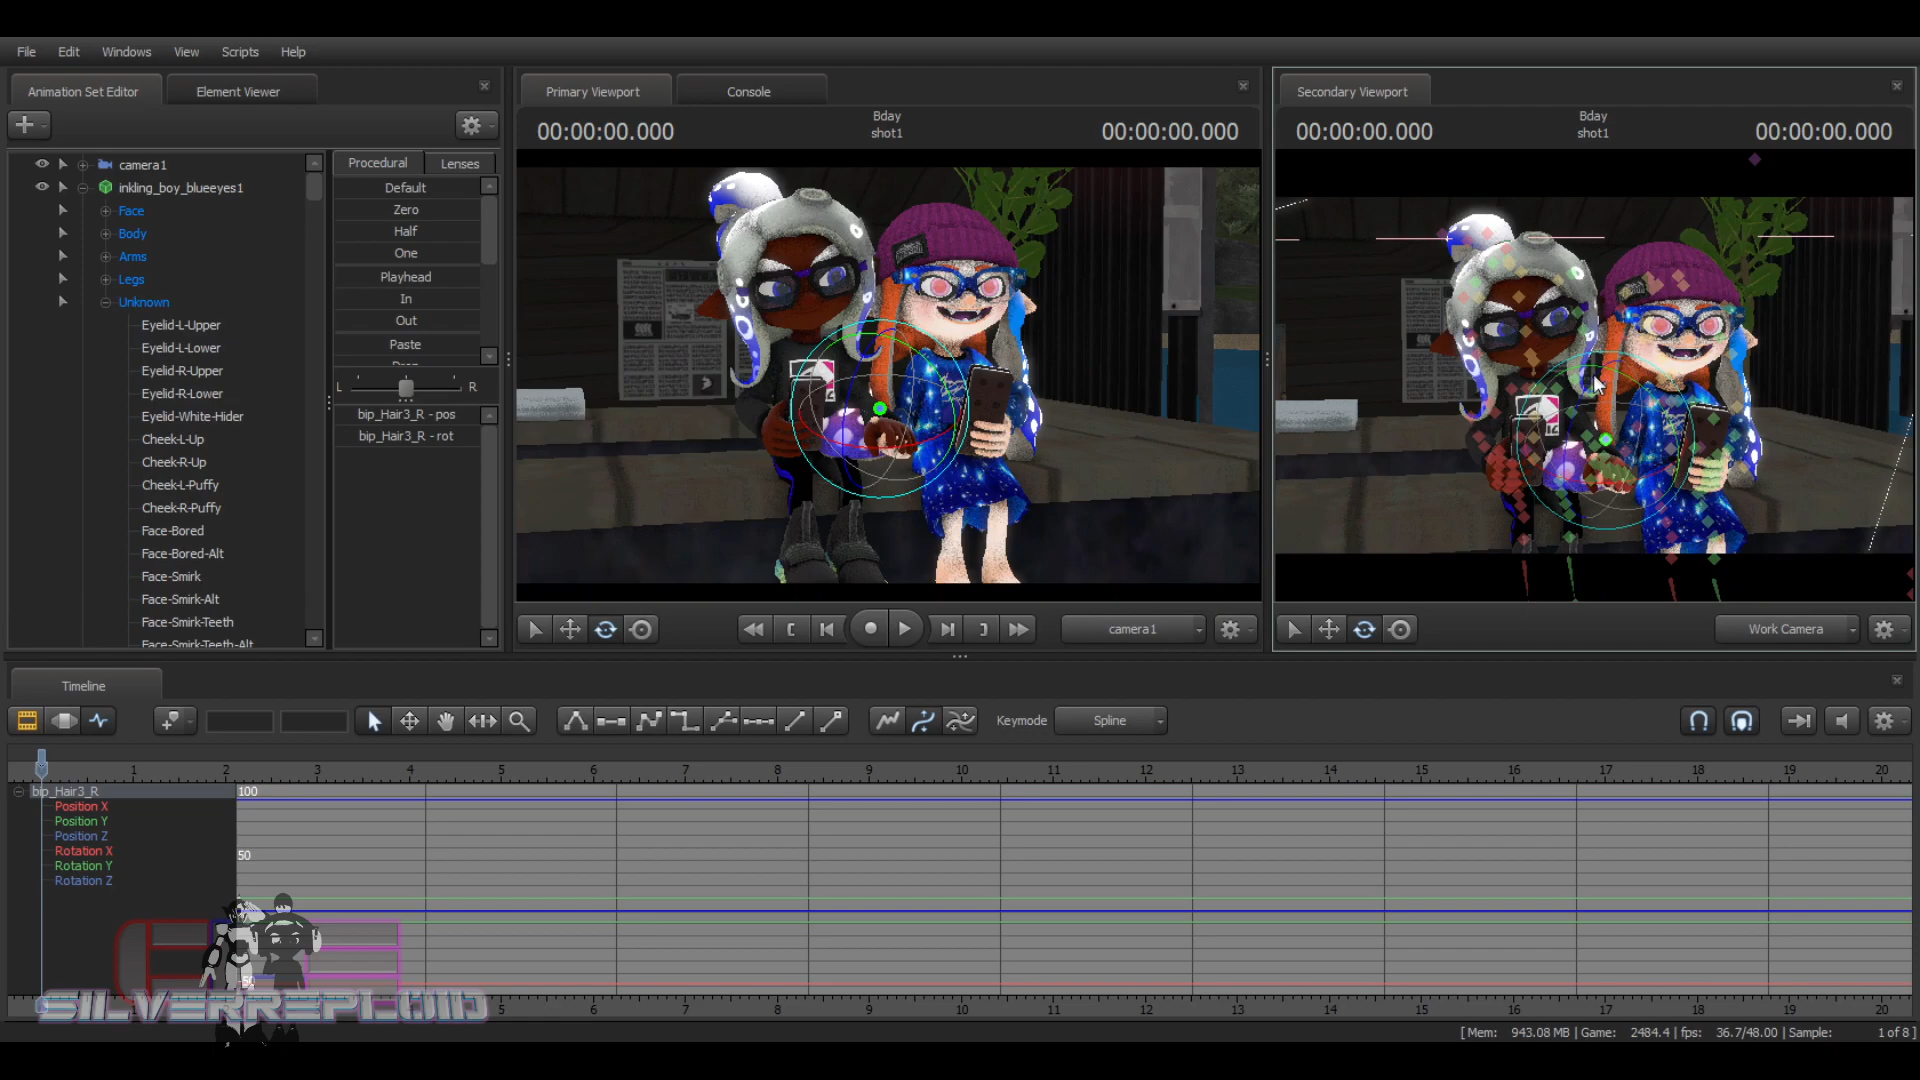 File Edit Windows View Scripts Help
Animation Set Editor Element Viewer
Primary Viewport Console
Secondary Viewport
00:00:00.000 Bday shot1 00:00:00.000
00:00:00.000 Bday shot1 00:00:00.000
camera1
inkling_boy_blueeyes1
Face
Body
Arms
Legs
Unknown
Eyelid-L-Upper
Eyelid-L-Lower
Eyelid-R-Upper
Eyelid-R-Lower
Eyelid-White-Hider
Cheek-L-Up
Cheek-R-Up
Cheek-L-Puffy
Cheek-R-Puffy
Face-Bored
Face-Bored-Alt
Face-Smirk
Face-Smirk-Alt
Face-Smirk-Teeth
Face-Smirk-Teeth-Alt
Procedural Lenses
Default
Zero
Half
One
Playhead
In
Out
Paste
L R
bip_Hair3_R - pos
bip_Hair3_R - rot
camera1
Work Camera
Timeline
Keymode Spline
1 2 3 4 5 6 7 8 9 10 11 12 13 14 15 16 17 18 19 20
bip_Hair3_R
Position X
Position Y
Position Z
Rotation X
Rotation Y
Rotation Z
100
50
-50
SILVERREPLOID
1 5 6 7 8 9 10 11 12 13 14 15 16 17 18 19 20
[ Mem: 943.08 MB | Game: 2484.4 | fps: 36.7/48.00 | Sample: 1 of 8 ]